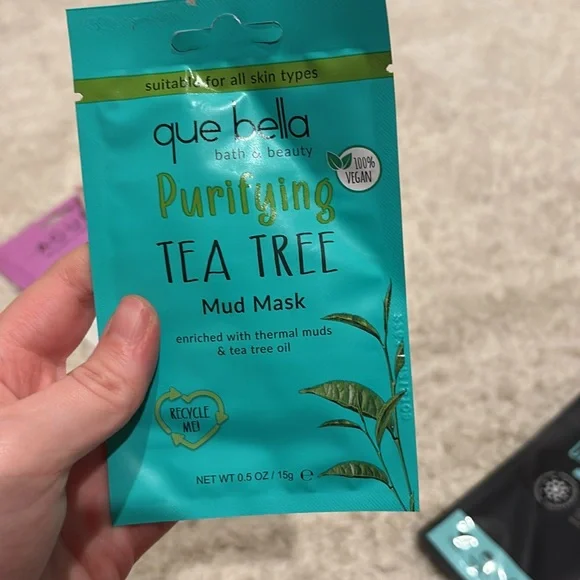 suitable for all skin types
que bella
bath & beauty
100%
VEGAN
Purifying
TEA TREE
Mud Mask
enriched with thermal muds
& tea tree oil
RECYCLE
ME!
NET WT 0.5 OZ / 15g ℮